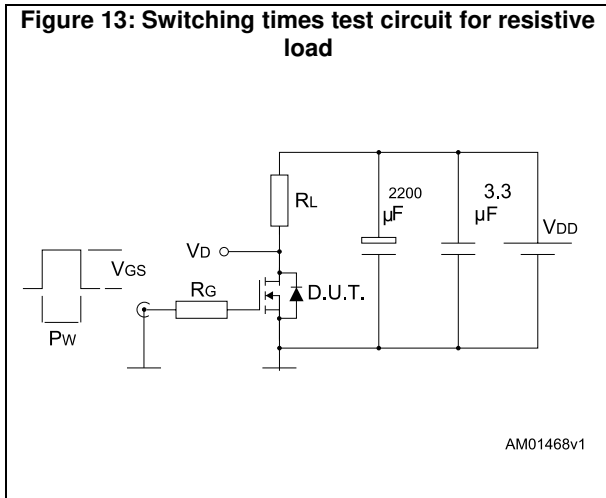 Figure 13: Switching times test circuit for resistive
load
RL
2200
μF
3.3
μF
VDD
VD
VGS
RG
D.U.T.
PW
AM01468v1